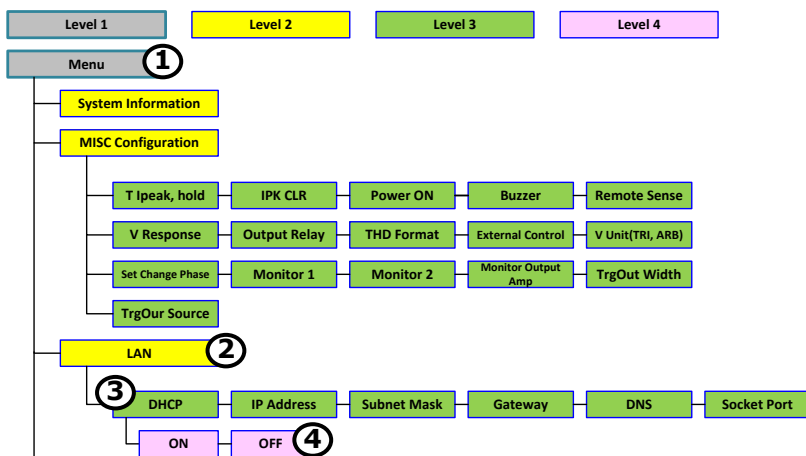 Level 1 Level 2 Level 3 Level 4
Menu 1
System Information
MISC Configuration
T Ipeak, hold IPK CLR Power ON Buzzer Remote Sense
V Response Output Relay THD Format External Control V Unit(TRI, ARB)
Set Change Phase Monitor 1 Monitor 2 Monitor Output Amp TrgOut Width
TrgOur Source
LAN 2
3 DHCP IP Address Subnet Mask Gateway DNS Socket Port
ON OFF 4